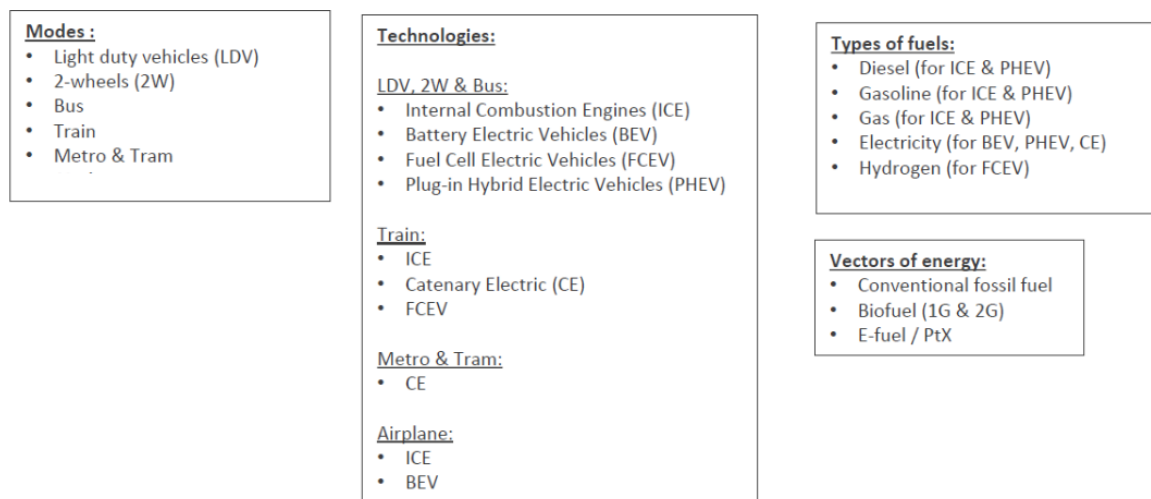 Modes :
• Light duty vehicles (LDV)
• 2-wheels (2W)
• Bus
• Train
• Metro & Tram
Technologies:
LDV, 2W & Bus:
• Internal Combustion Engines (ICE)
• Battery Electric Vehicles (BEV)
• Fuel Cell Electric Vehicles (FCEV)
• Plug-in Hybrid Electric Vehicles (PHEV)
Train:
• ICE
• Catenary Electric (CE)
• FCEV
Metro & Tram:
• CE
Airplane:
• ICE
• BEV
Types of fuels:
• Diesel (for ICE & PHEV)
• Gasoline (for ICE & PHEV)
• Gas (for ICE & PHEV)
• Electricity (for BEV, PHEV, CE)
• Hydrogen (for FCEV)
Vectors of energy:
• Conventional fossil fuel
• Biofuel (1G & 2G)
• E-fuel / PtX